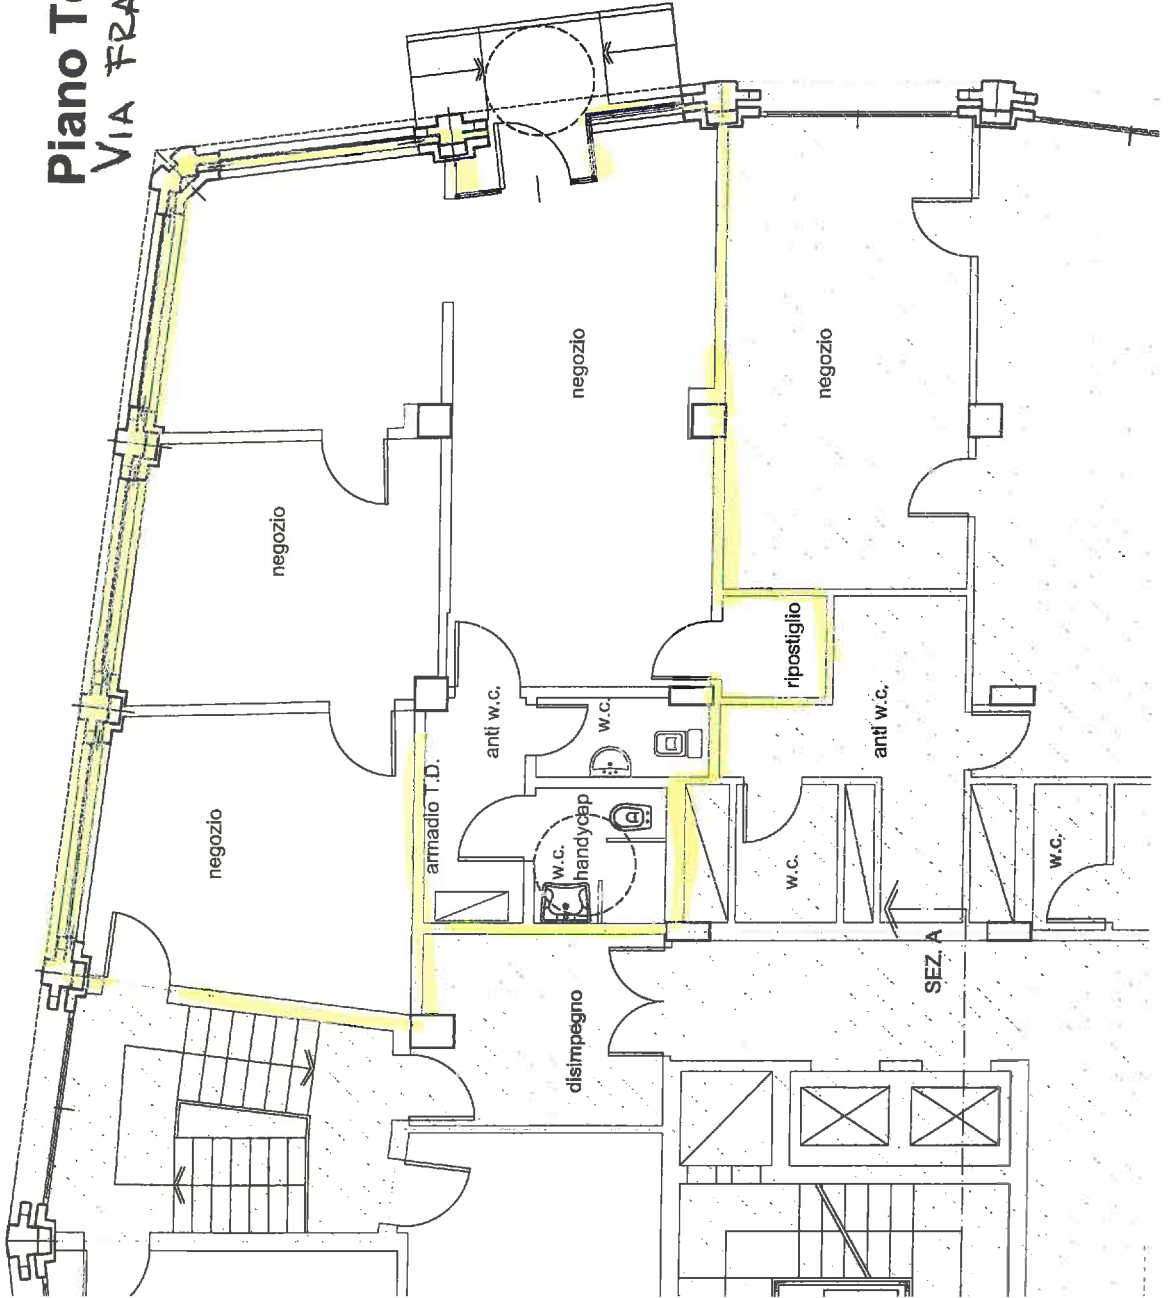 Piano T
VIA FRA
negozio
negozio
negozio
negozio
ripostiglio
anti w.c.
w.c.
anti w.c.
armadio T.D.
w.c.
handycap
w.c.
w.c.
disimpegno
SEZ. A